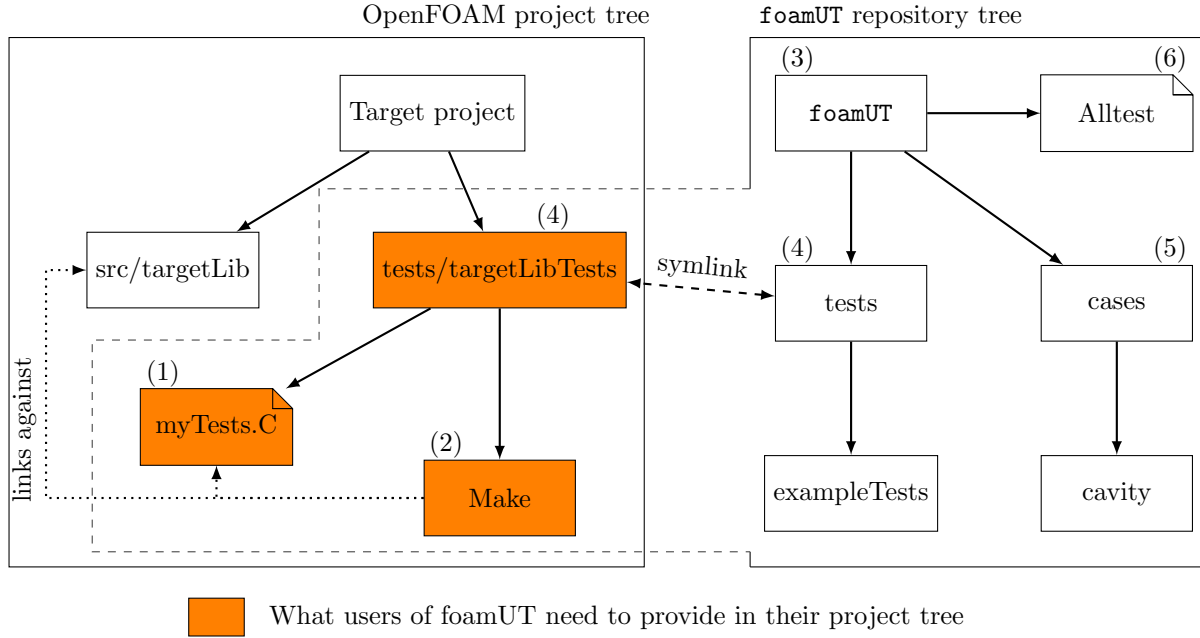 OpenFOAM project tree
foamUT repository tree
Target project
(3)
foamUT
(6)
Alltest
src/targetLib
(4)
tests/targetLibTests
symlink
(4)
tests
(5)
cases
links against
(1)
myTests.C
(2)
Make
exampleTests
cavity
What users of foamUT need to provide in their project tree